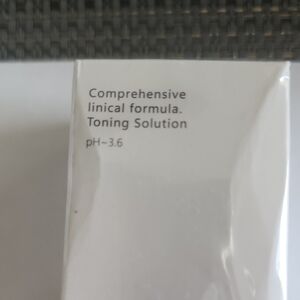 Comprehensive
linical formula.
Toning Solution
pH~3.6